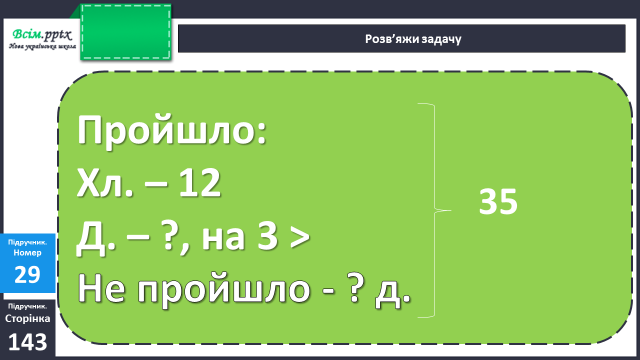 Всім.pptx
Нова українська школа
Розв’яжи задачу
Пройшло:
Хл. – 12
Д. – ?, на 3 >
Не пройшло - ? д.
35
Підручник.
Номер
29
Підручник.
Сторінка
143